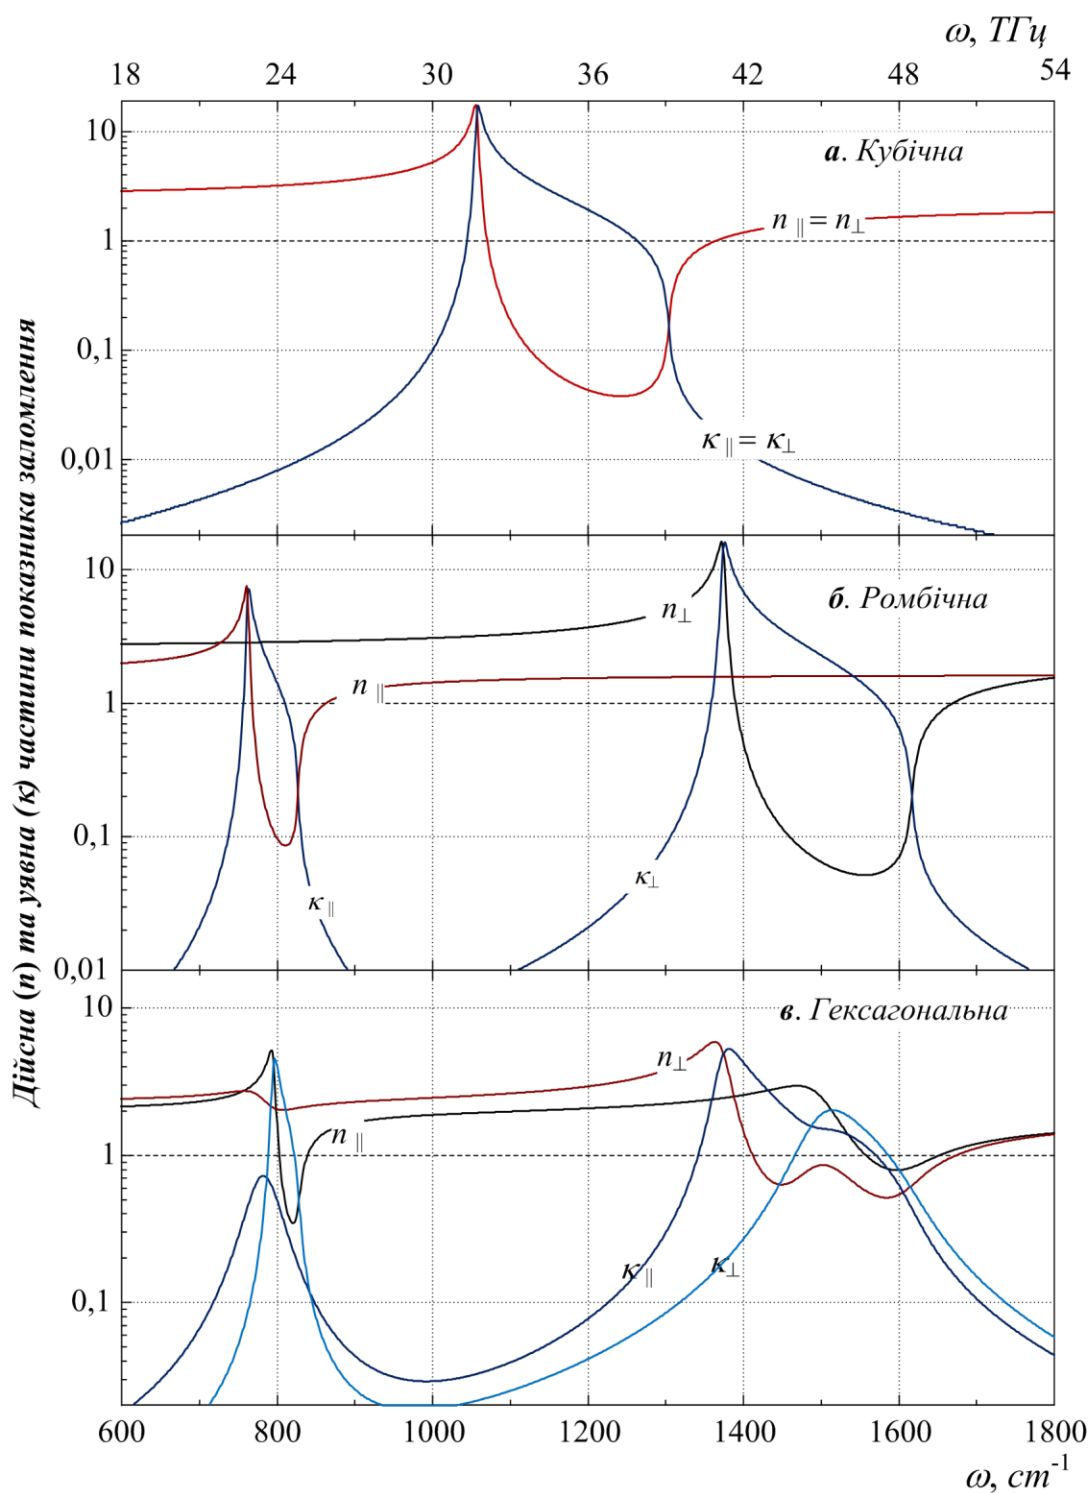 ω, ТГц
18 24 30 36 42 48 54
Дійсна (n) та уявна (κ) частини показника заломлення
10
1
0,1
0,01
а. Кубічна
n ∥ = n⊥
κ ∥ = κ⊥
10
1
0,1
0,01
б. Ромбічна
n⊥
n ∥
κ ∥
κ⊥
10
1
0,1
в. Гексагональна
n⊥
n ∥
κ ∥
κ⊥
600 800 1000 1200 1400 1600 1800
ω, cm⁻¹